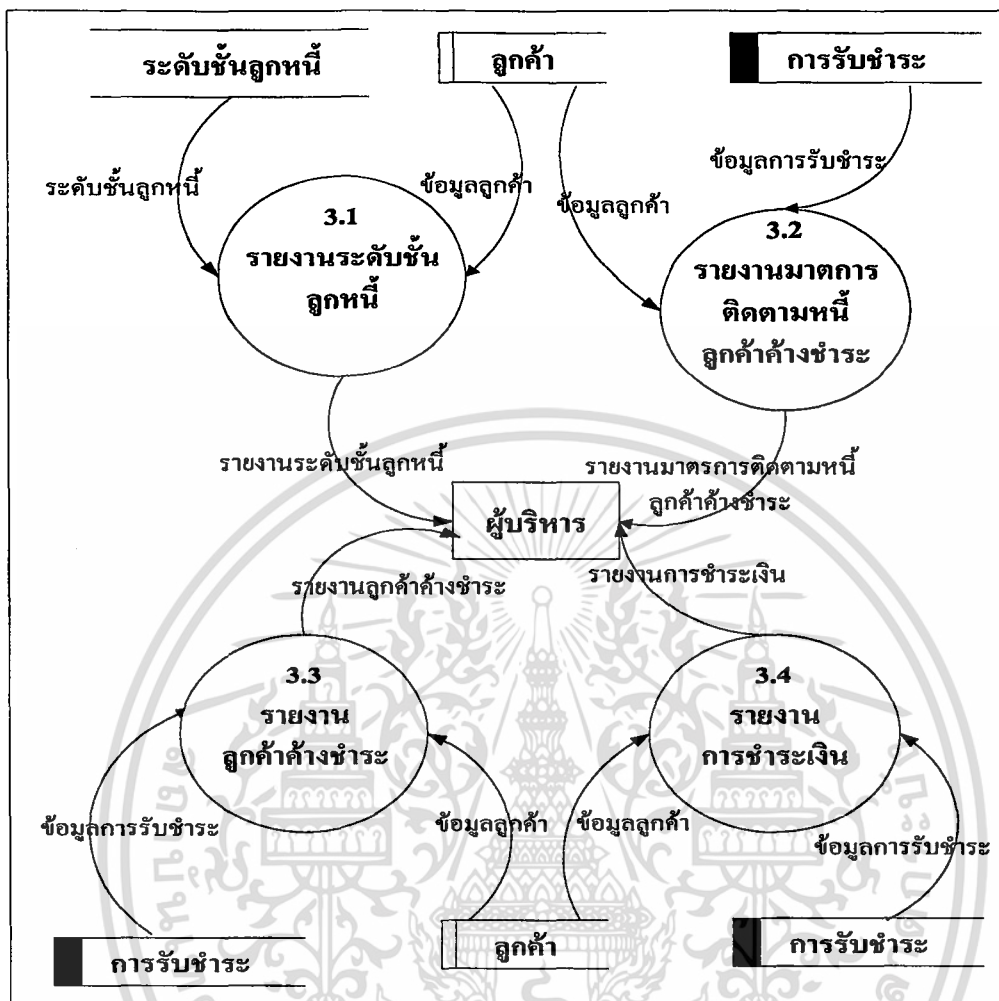 ระดับชั้นลูกหนี้
ลูกค้า
การรับชำระ
ระดับชั้นลูกหนี้
ข้อมูลลูกค้า
ข้อมูลลูกค้า
ข้อมูลการรับชำระ
3.1
รายงานระดับชั้น
ลูกหนี้
3.2
รายงานมาตการ
ติดตามหนี้
ลูกค้าค้างชำระ
รายงานระดับชั้นลูกหนี้
รายงานมาตรการติดตามหนี้
ลูกค้าค้างชำระ
ผู้บริหาร
รายงานลูกค้าค้างชำระ
รายงานการชำระเงิน
3.3
รายงาน
ลูกค้าค้างชำระ
3.4
รายงาน
การชำระเงิน
ข้อมูลการรับชำระ
ข้อมูลลูกค้า
ข้อมูลลูกค้า
ข้อมูลการรับชำระ
การรับชำระ
ลูกค้า
การรับชำระ